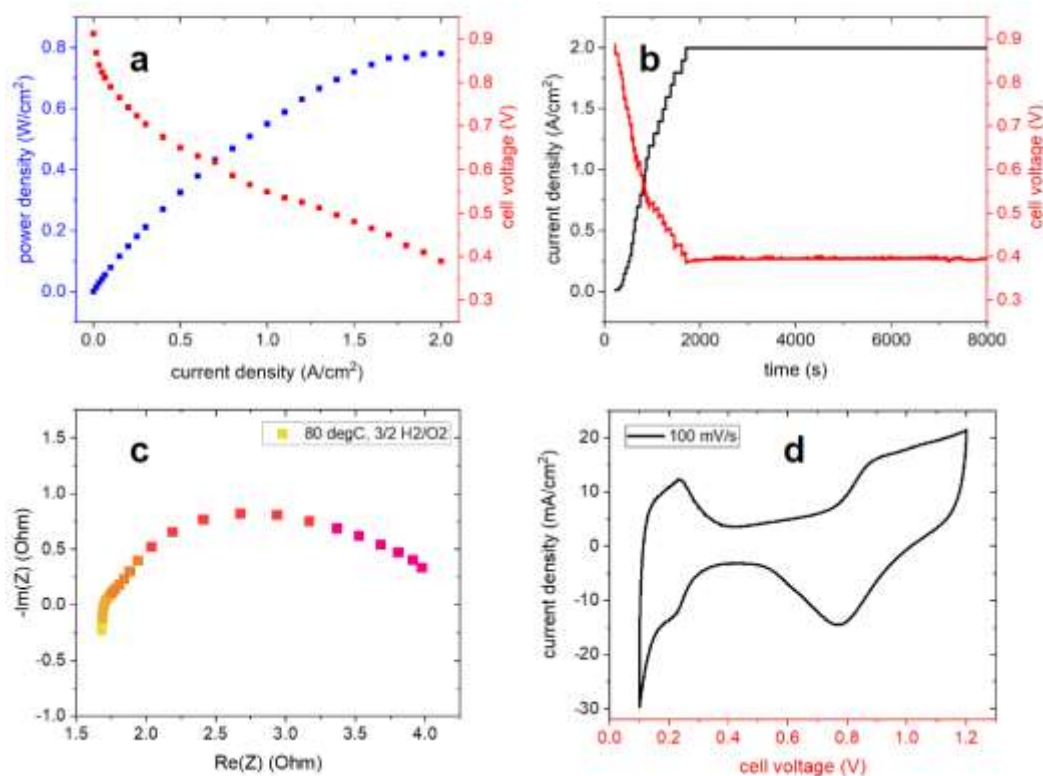 a
power density (W/cm²)
0.8
0.6
0.4
0.2
0.0
0.9
0.8
0.7
0.6
0.5
0.4
0.3
cell voltage (V)
0.0 0.5 1.0 1.5 2.0
current density (A/cm²)
b
current density (A/cm²)
2.0
1.5
1.0
0.5
0.0
0.9
0.8
0.7
0.6
0.5
0.4
0.3
cell voltage (V)
0 2000 4000 6000 8000
time (s)
c
80 degC, 3/2 H2/O2
-Im(Z) (Ohm)
1.5
1.0
0.5
0.0
-0.5
-1.0
1.5 2.0 2.5 3.0 3.5 4.0
Re(Z) (Ohm)
d
100 mV/s
current density (mA/cm²)
20
10
0
-10
-20
-30
0.0 0.2 0.4 0.6 0.8 1.0 1.2
cell voltage (V)